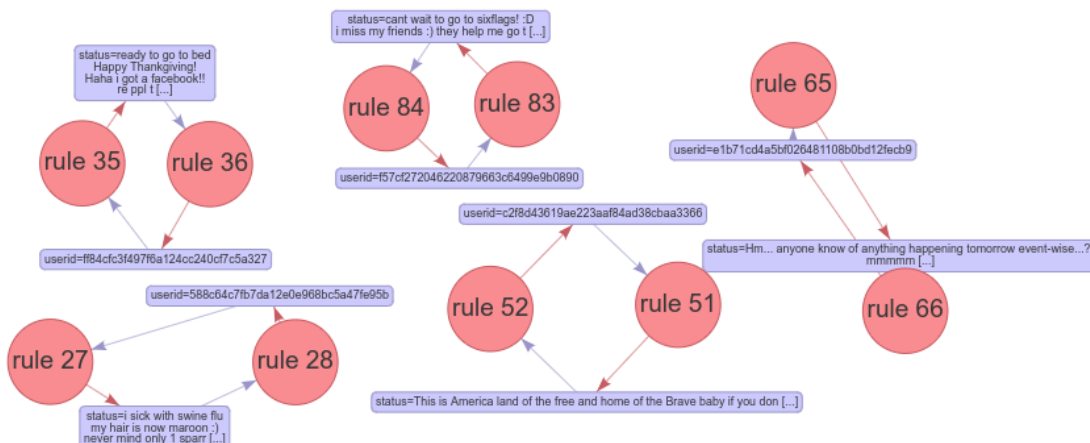 status=cant wait to go to sixflags! :D
i miss my friends :) they help me go t [...]
status=ready to go to bed
Happy Thankgiving!
Haha i got a facebook!!
re ppl t [...]
rule 65
rule 84
rule 83
rule 35
rule 36
userid=e1b71cd4a5bf026481108b0bd12fecb9
userid=f57cf272046220879663c6499e9b0890
userid=c2f8d43619ae223aaf84ad38cbaa3366
status=Hm... anyone know of anything happening tomorrow event-wise...?
mmmmm [...]
userid=ff84cfc3f497f6a124cc240cf7c5a327
userid=588c64c7fb7da12e0e968bc5a47fe95b
rule 52
rule 51
rule 66
rule 27
rule 28
status=This is America land of the free and home of the Brave baby if you don [...]
status=i sick with swine flu
my hair is now maroon :)
never mind only 1 sparr [...]